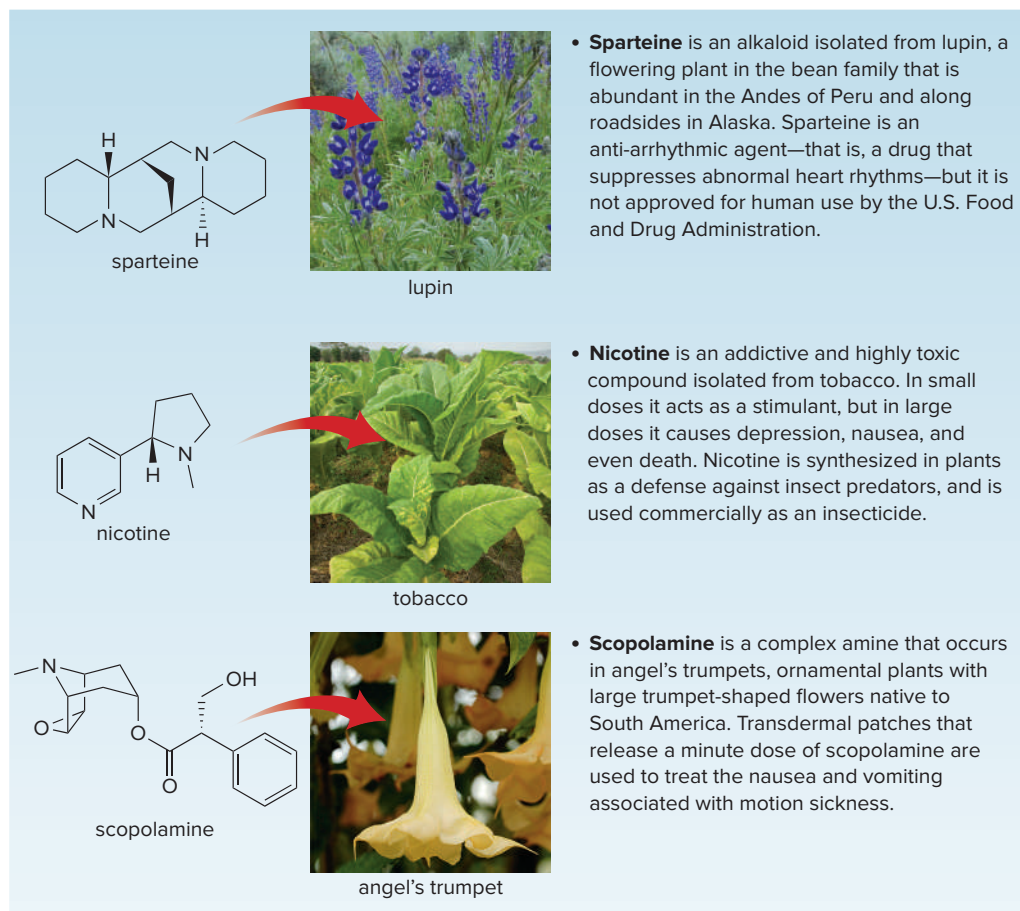 • Sparteine is an alkaloid isolated from lupin, a
flowering plant in the bean family that is
abundant in the Andes of Peru and along
roadsides in Alaska. Sparteine is an
anti-arrhythmic agent—that is, a drug that
suppresses abnormal heart rhythms—but it is
not approved for human use by the U.S. Food
and Drug Administration.
H
N
N
H
sparteine
lupin
• Nicotine is an addictive and highly toxic
compound isolated from tobacco. In small
doses it acts as a stimulant, but in large
doses it causes depression, nausea, and
even death. Nicotine is synthesized in plants
as a defense against insect predators, and is
used commercially as an insecticide.
N
H
N
nicotine
tobacco
• Scopolamine is a complex amine that occurs
in angel's trumpets, ornamental plants with
large trumpet-shaped flowers native to
South America. Transdermal patches that
release a minute dose of scopolamine are
used to treat the nausea and vomiting
associated with motion sickness.
N
OH
O
O
O
scopolamine
angel's trumpet